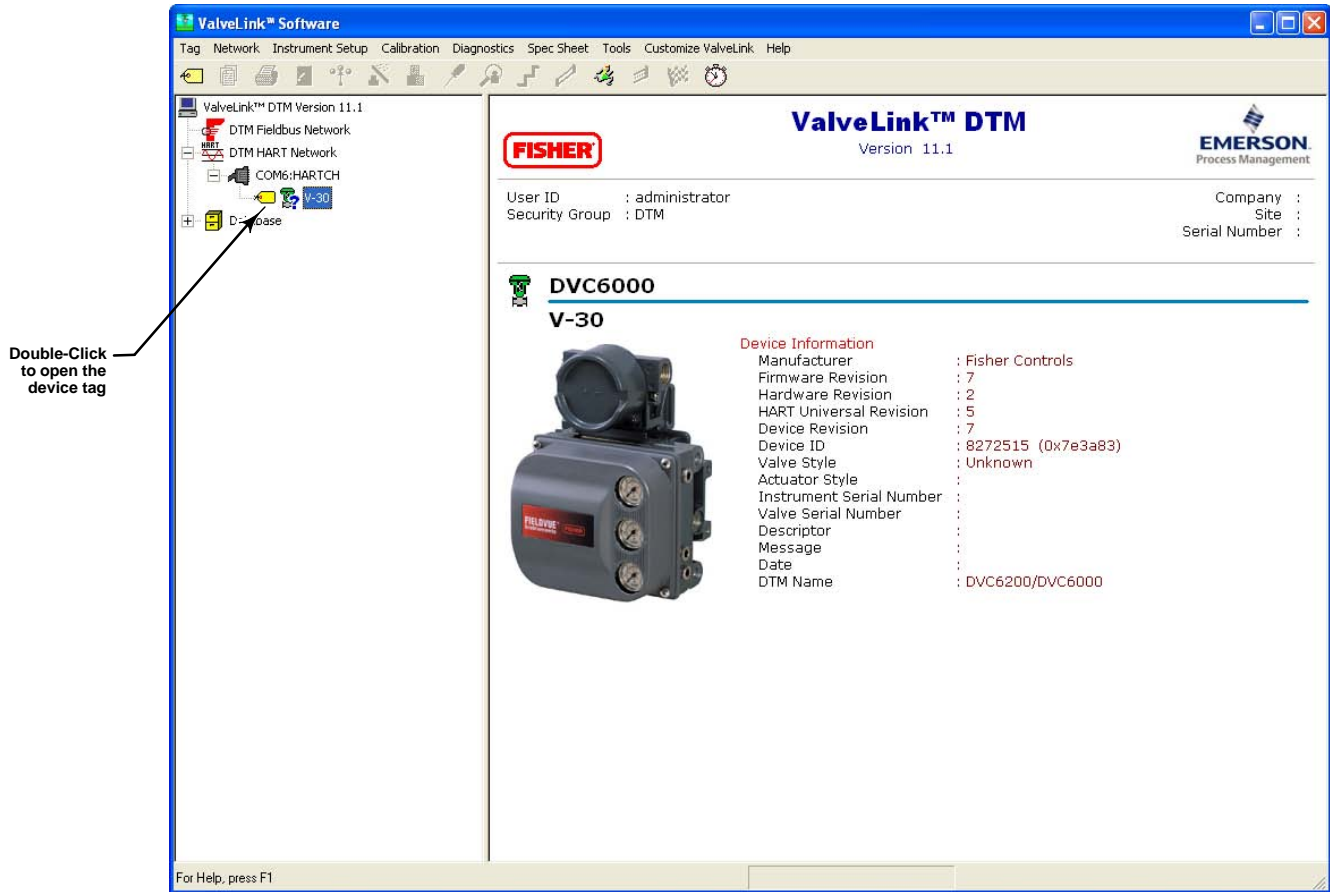 ValveLink™ Software
Tag Network Instrument Setup Calibration Diagnostics Spec Sheet Tools Customize ValveLink Help
ValveLink™ DTM Version 11.1
DTM Fieldbus Network
HART
DTM HART Network
COM6:HARTCH
V-30
Double-Click
to open the
device tag
FISHER
ValveLink™ DTM
Version 11.1
EMERSON.
Process Management
User ID : administrator
Security Group : DTM
Company :
Site :
Serial Number :
DVC6000
V-30
FIELDVUE
Device Information
Manufacturer : Fisher Controls
Firmware Revision : 7
Hardware Revision : 2
HART Universal Revision : 5
Device Revision : 7
Device ID : 8272515 (0x7e3a83)
Valve Style : Unknown
Actuator Style :
Instrument Serial Number :
Valve Serial Number :
Descriptor :
Message :
Date :
DTM Name : DVC6200/DVC6000
For Help, press F1